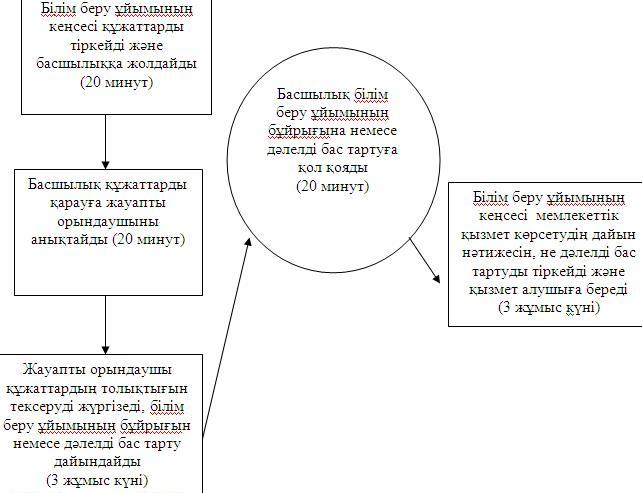 Білім беру ұйымының
кеңсесі құжаттарды
тіркейді және
басшылыққа жолдайды
(20 минут)
Басшылық құжаттарды
қарауға жауапты
орындаушыны
анықтайды (20 минут)
Жауапты орындаушы
құжаттардың толықтығын
тексеруді жүргізеді, білім
беру ұйымының бұйрығын
немесе дәлелді бас тарту
дайындайды
(3 жұмыс күні)
Басшылық білім
беру ұйымының
бұйрығына немесе
дәлелді бас тартуға
қол қояды
(20 минут)
Білім беру ұйымының
кеңсесі мемлекеттік
қызмет көрсетудің дайын
нәтижесін, не дәлелді бас
тартуды тіркейді және
қызмет алушыға береді
(3 жұмыс күні)